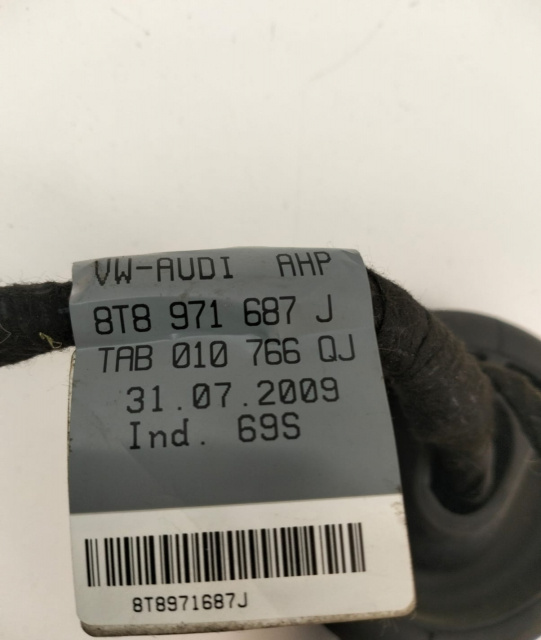 VW-AUDI AHP
8T8 971 687 J
TAB 010 766 QJ
31.07.2009
Ind. 69S
8T8971687J